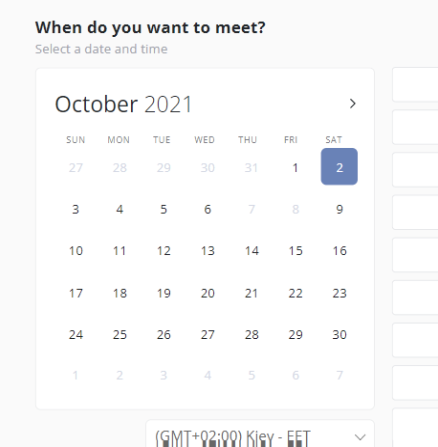 When do you want to meet?
Select a date and time
October 2021
SUN MON TUE WED THU FRI SAT
27 28 29 30 31 1 2
3 4 5 6 7 8 9
10 11 12 13 14 15 16
17 18 19 20 21 22 23
24 25 26 27 28 29 30
1 2 3 4 5 6 7
(GMT+02:00) Kiev - EET